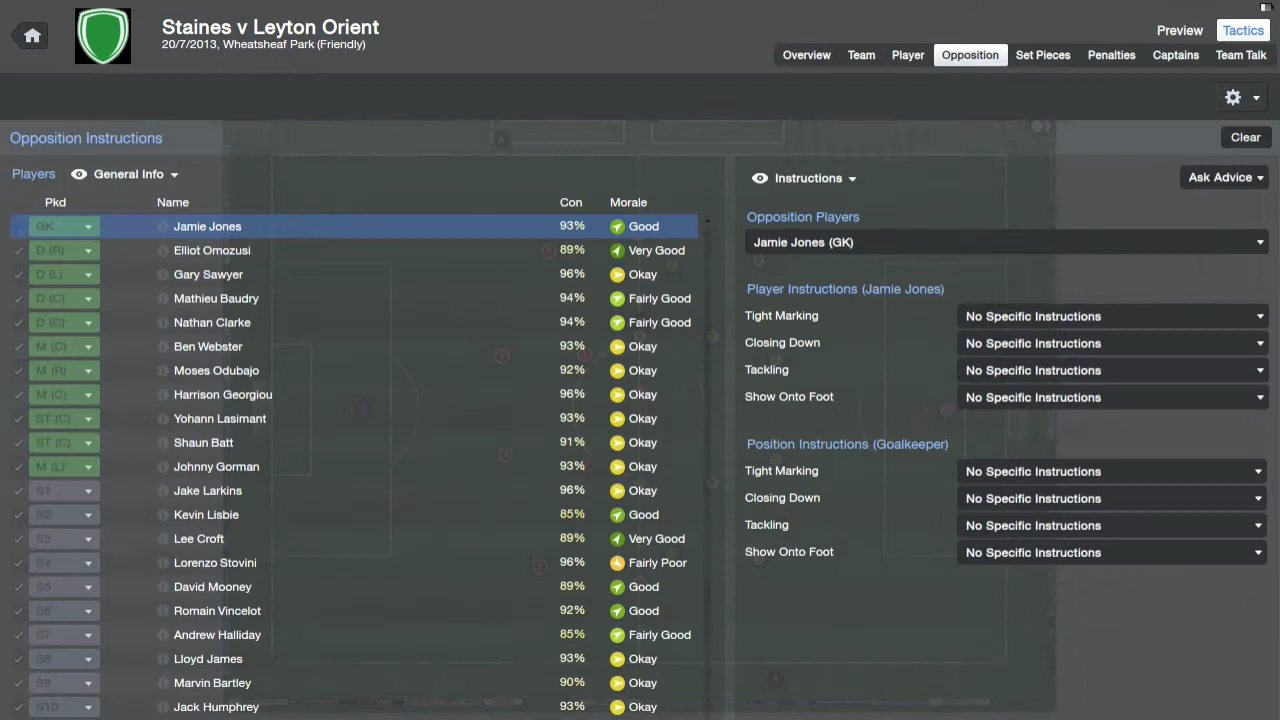 Staines v Leyton Orient
20/7/2013, Wheatsheaf Park (Friendly)
Preview Tactics
Overview Team Player Opposition Set Pieces Penalties Captains Team Talk
Opposition Instructions
Clear
Players General Info
Instructions
Ask Advice
Pkd Name Con Morale
GK Jamie Jones 93% Good
D (R) Elliot Omozusi 89% Very Good
D (L) Gary Sawyer 96% Okay
D (C) Mathieu Baudry 94% Fairly Good
D (C) Nathan Clarke 94% Fairly Good
M (C) Ben Webster 93% Okay
M (R) Moses Odubajo 92% Okay
M (C) Harrison Georgiou 96% Okay
ST (C) Yohann Lasimant 93% Okay
ST (C) Shaun Batt 91% Okay
M (L) Johnny Gorman 93% Okay
S1 Jake Larkins 96% Okay
S2 Kevin Lisbie 85% Good
S3 Lee Croft 89% Very Good
S4 Lorenzo Stovini 96% Fairly Poor
S5 David Mooney 89% Good
S6 Romain Vincelot 92% Good
S7 Andrew Halliday 85% Fairly Good
S8 Lloyd James 93% Okay
S9 Marvin Bartley 90% Okay
S10 Jack Humphrey 93% Okay
Opposition Players
Jamie Jones (GK)
Player Instructions (Jamie Jones)
Tight Marking No Specific Instructions
Closing Down No Specific Instructions
Tackling No Specific Instructions
Show Onto Foot No Specific Instructions
Position Instructions (Goalkeeper)
Tight Marking No Specific Instructions
Closing Down No Specific Instructions
Tackling No Specific Instructions
Show Onto Foot No Specific Instructions